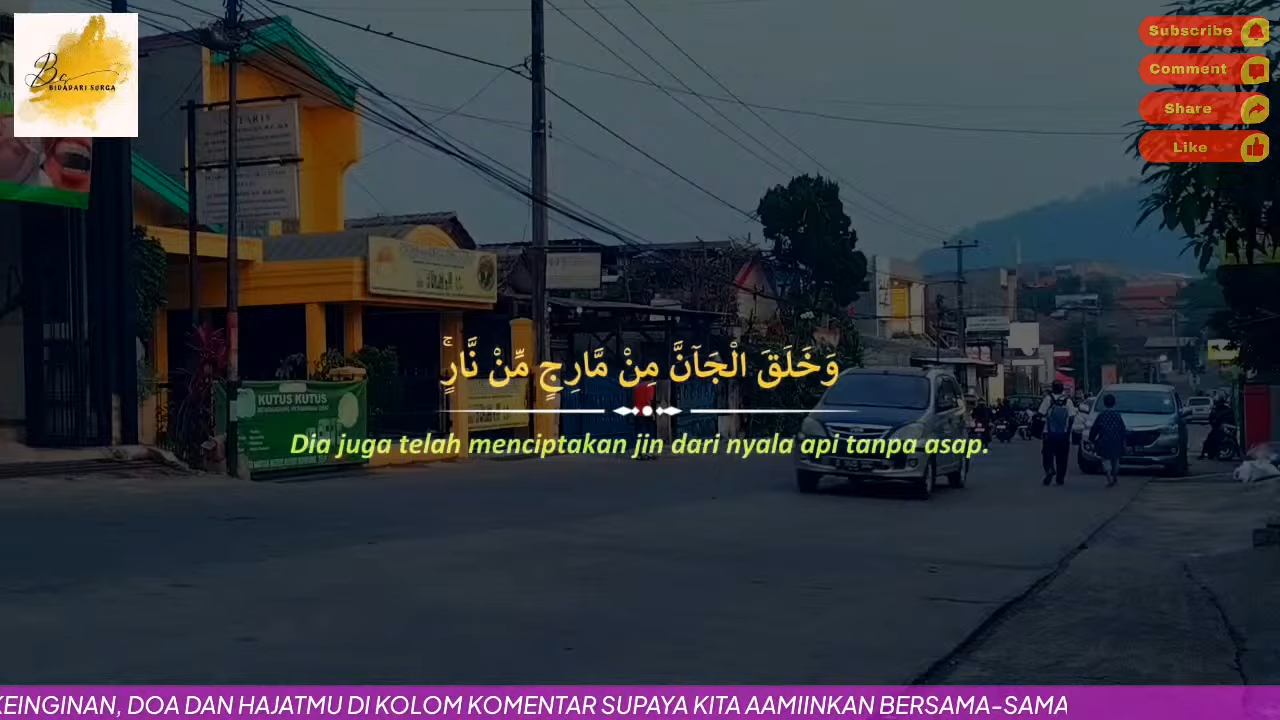 Bs
BIDADARI SURGA
Subscribe
Comment
Share
Like
KUTUS KUTUS
وَخَلَقَ الْجَآنَّ مِنْ مَّارِجٍ مِّنْ نَّارٍۚ
Dia juga telah menciptakan jin dari nyala api tanpa asap.
KEINGINAN, DOA DAN HAJATMU DI KOLOM KOMENTAR SUPAYA KITA AAMIINKAN BERSAMA-SAMA